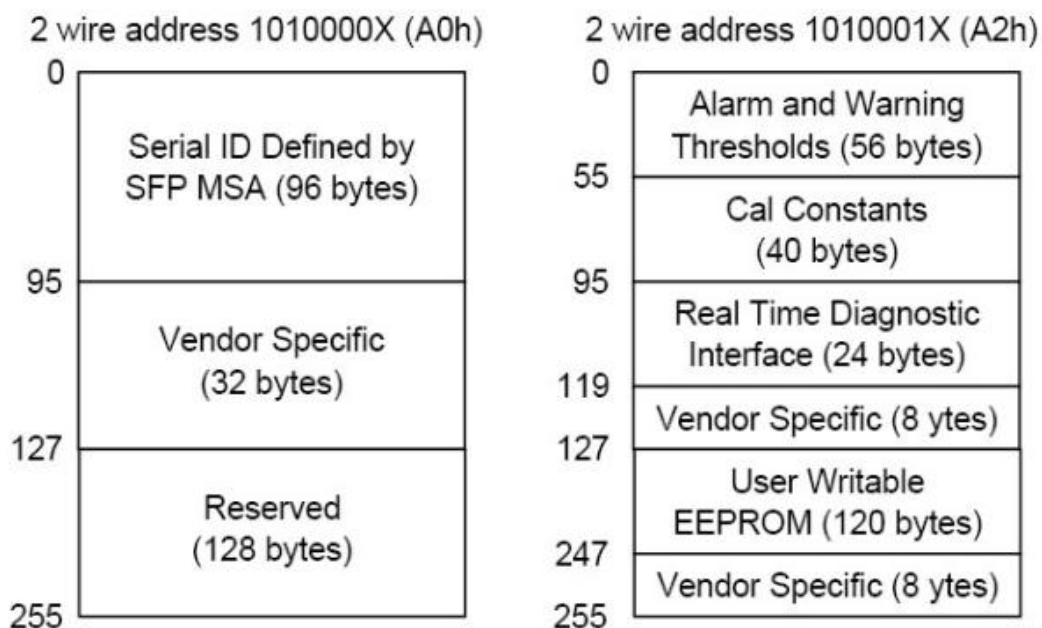 2 wire address 1010000X (A0h)
0
Serial ID Defined by
SFP MSA (96 bytes)
95
Vendor Specific
(32 bytes)
127
Reserved
(128 bytes)
255
2 wire address 1010001X (A2h)
0
Alarm and Warning
Thresholds (56 bytes)
55
Cal Constants
(40 bytes)
95
Real Time Diagnostic
Interface (24 bytes)
119
Vendor Specific (8 ytes)
127
User Writable
EEPROM (120 bytes)
247
Vendor Specific (8 ytes)
255